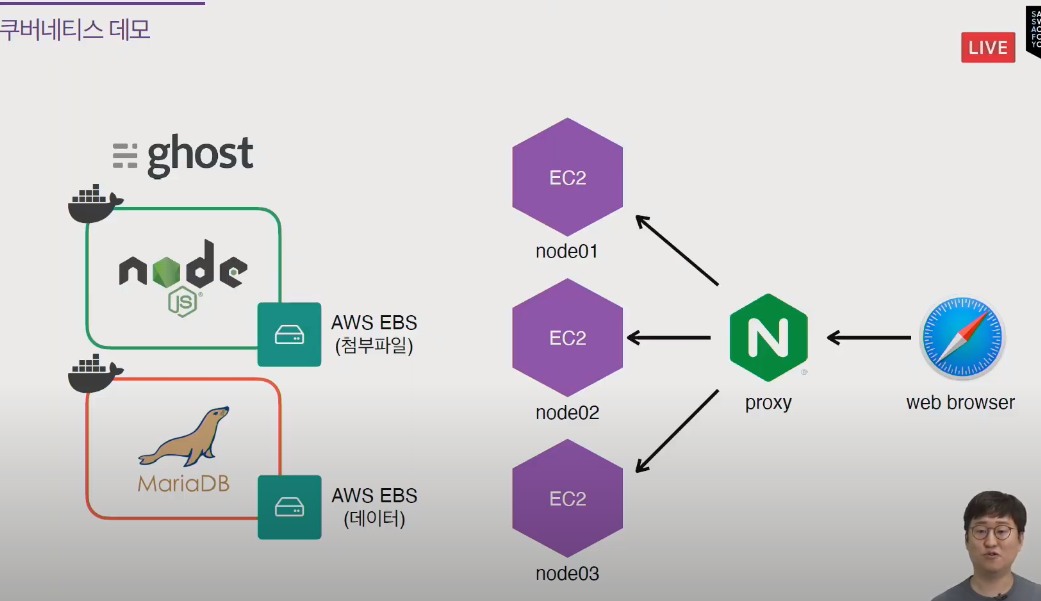 쿠버네티스 데모
LIVE
ghost
node
JS
AWS EBS
(첨부파일)
MariaDB
AWS EBS
(데이터)
EC2
node01
EC2
node02
EC2
node03
N
proxy
web browser